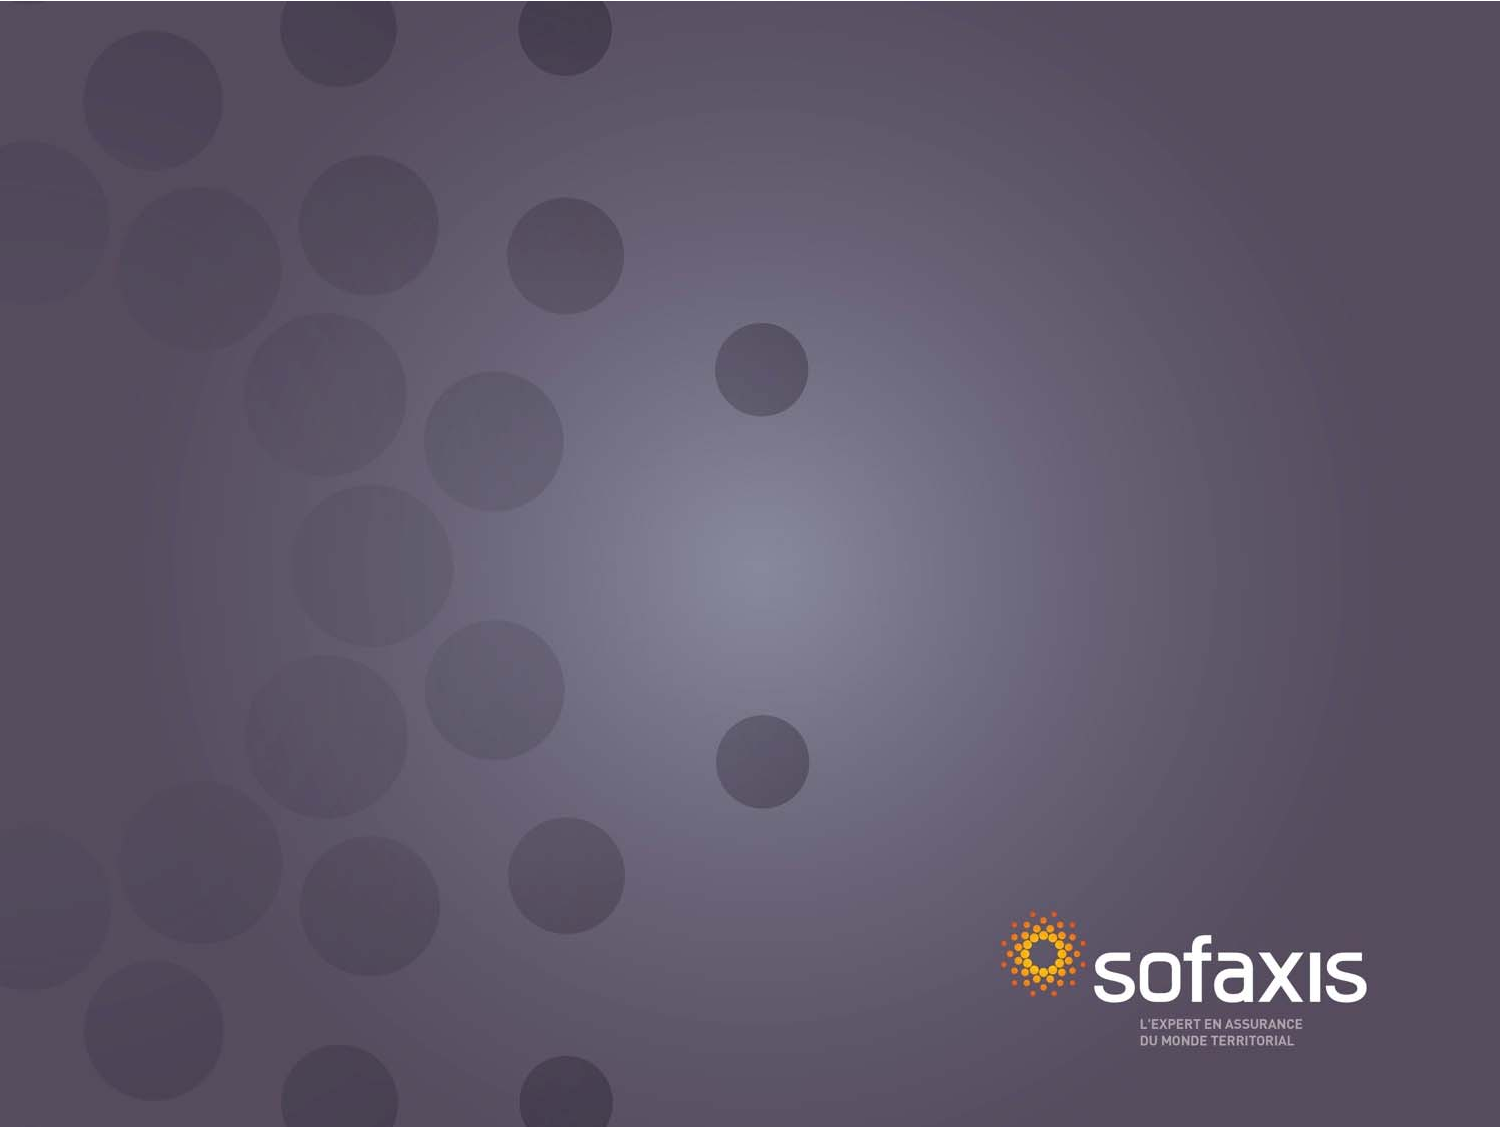 sofaxis
L'EXPERT EN ASSURANCE
DU MONDE TERRITORIAL